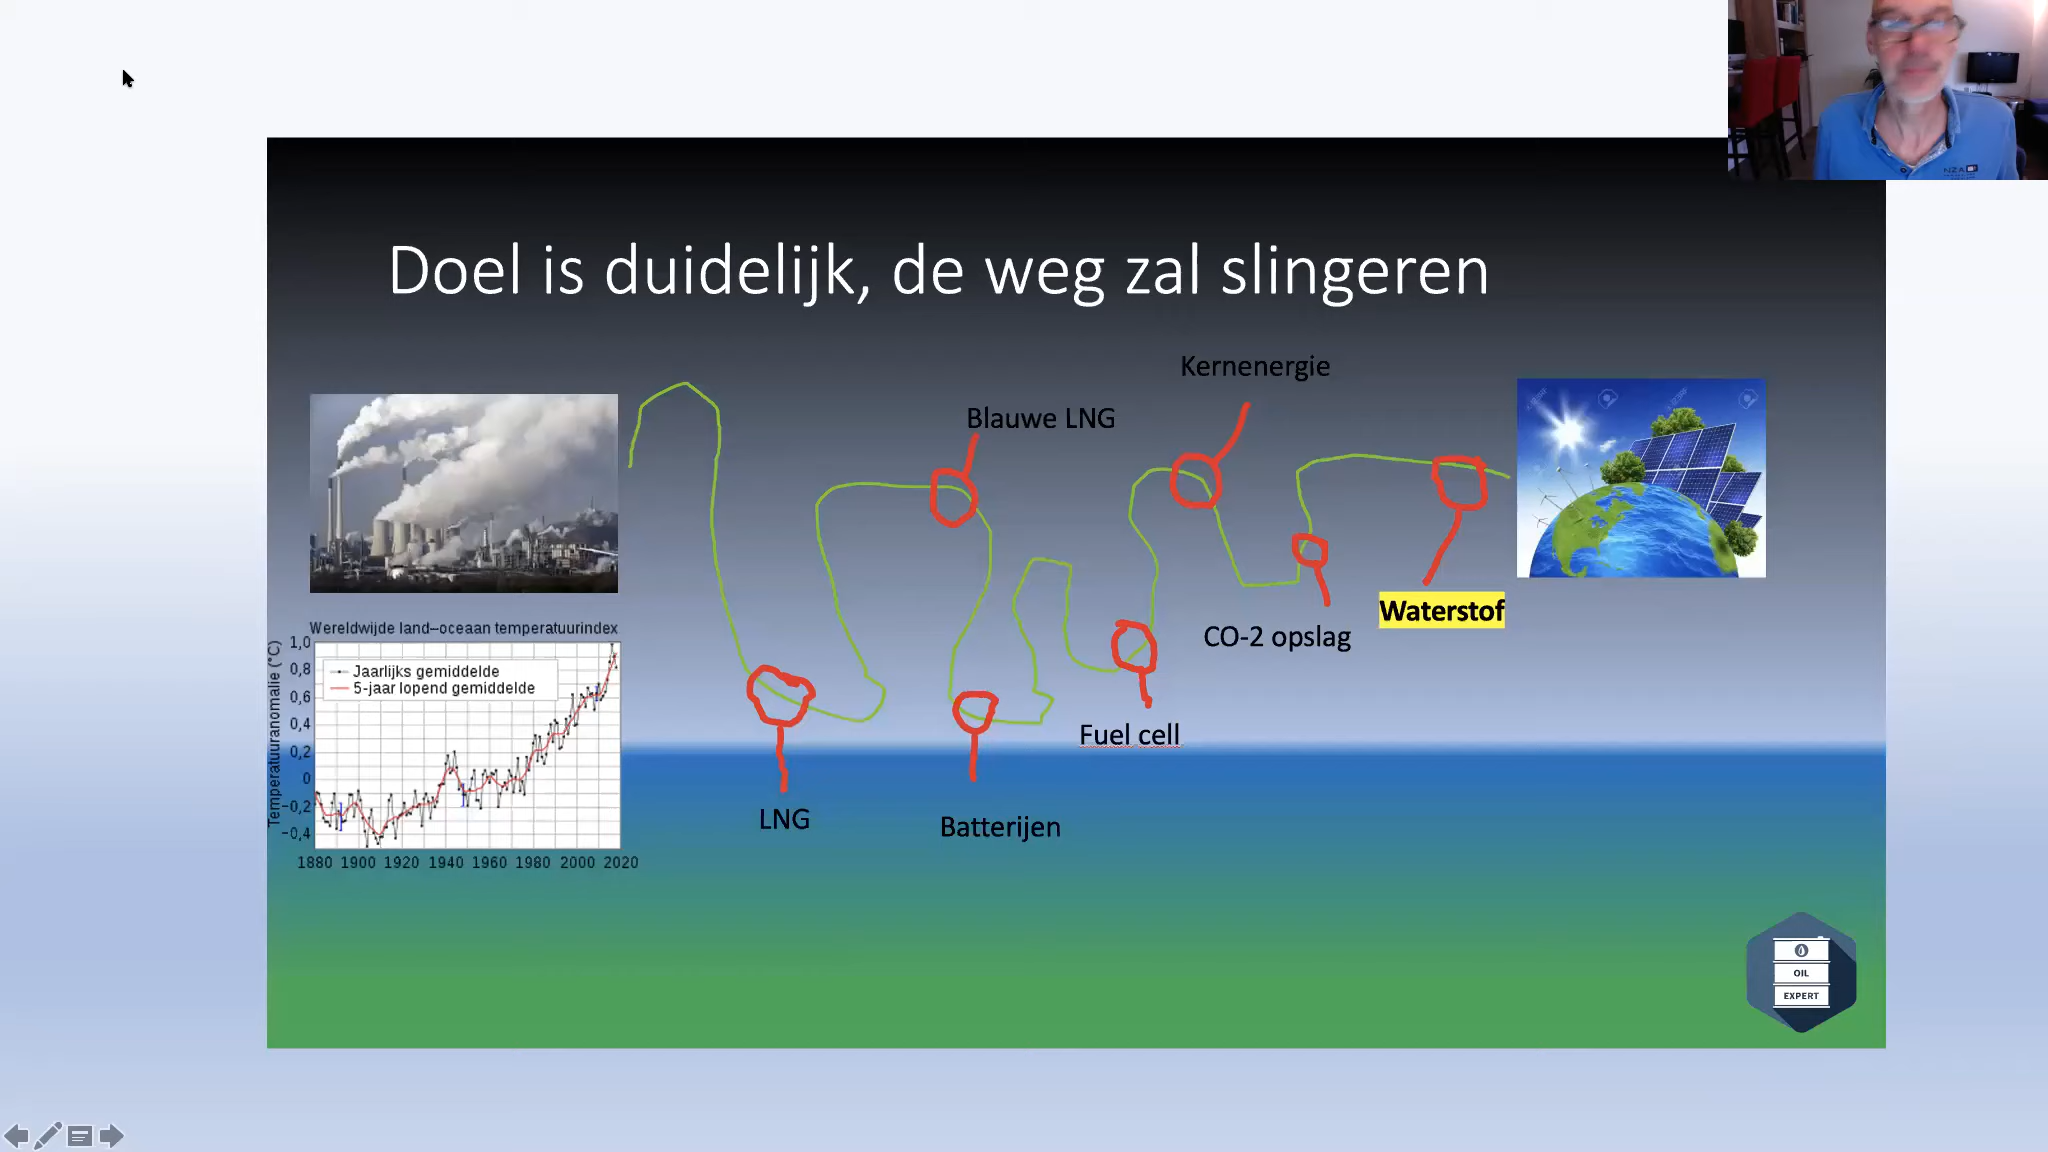 NZA
Doel is duidelijk, de weg zal slingeren
Kernenergie
Blauwe LNG
Waterstof
CO-2 opslag
Fuel cell
LNG
Batterijen
Wereldwijde land–oceaan temperatuurindex
Temperatuuranomalie (°C)
Jaarlijks gemiddelde
5-jaar lopend gemiddelde
1,0
0,8
0,6
0,4
0,2
0
−0,2
−0,4
1880 1900 1920 1940 1960 1980 2000 2020
OIL
EXPERT